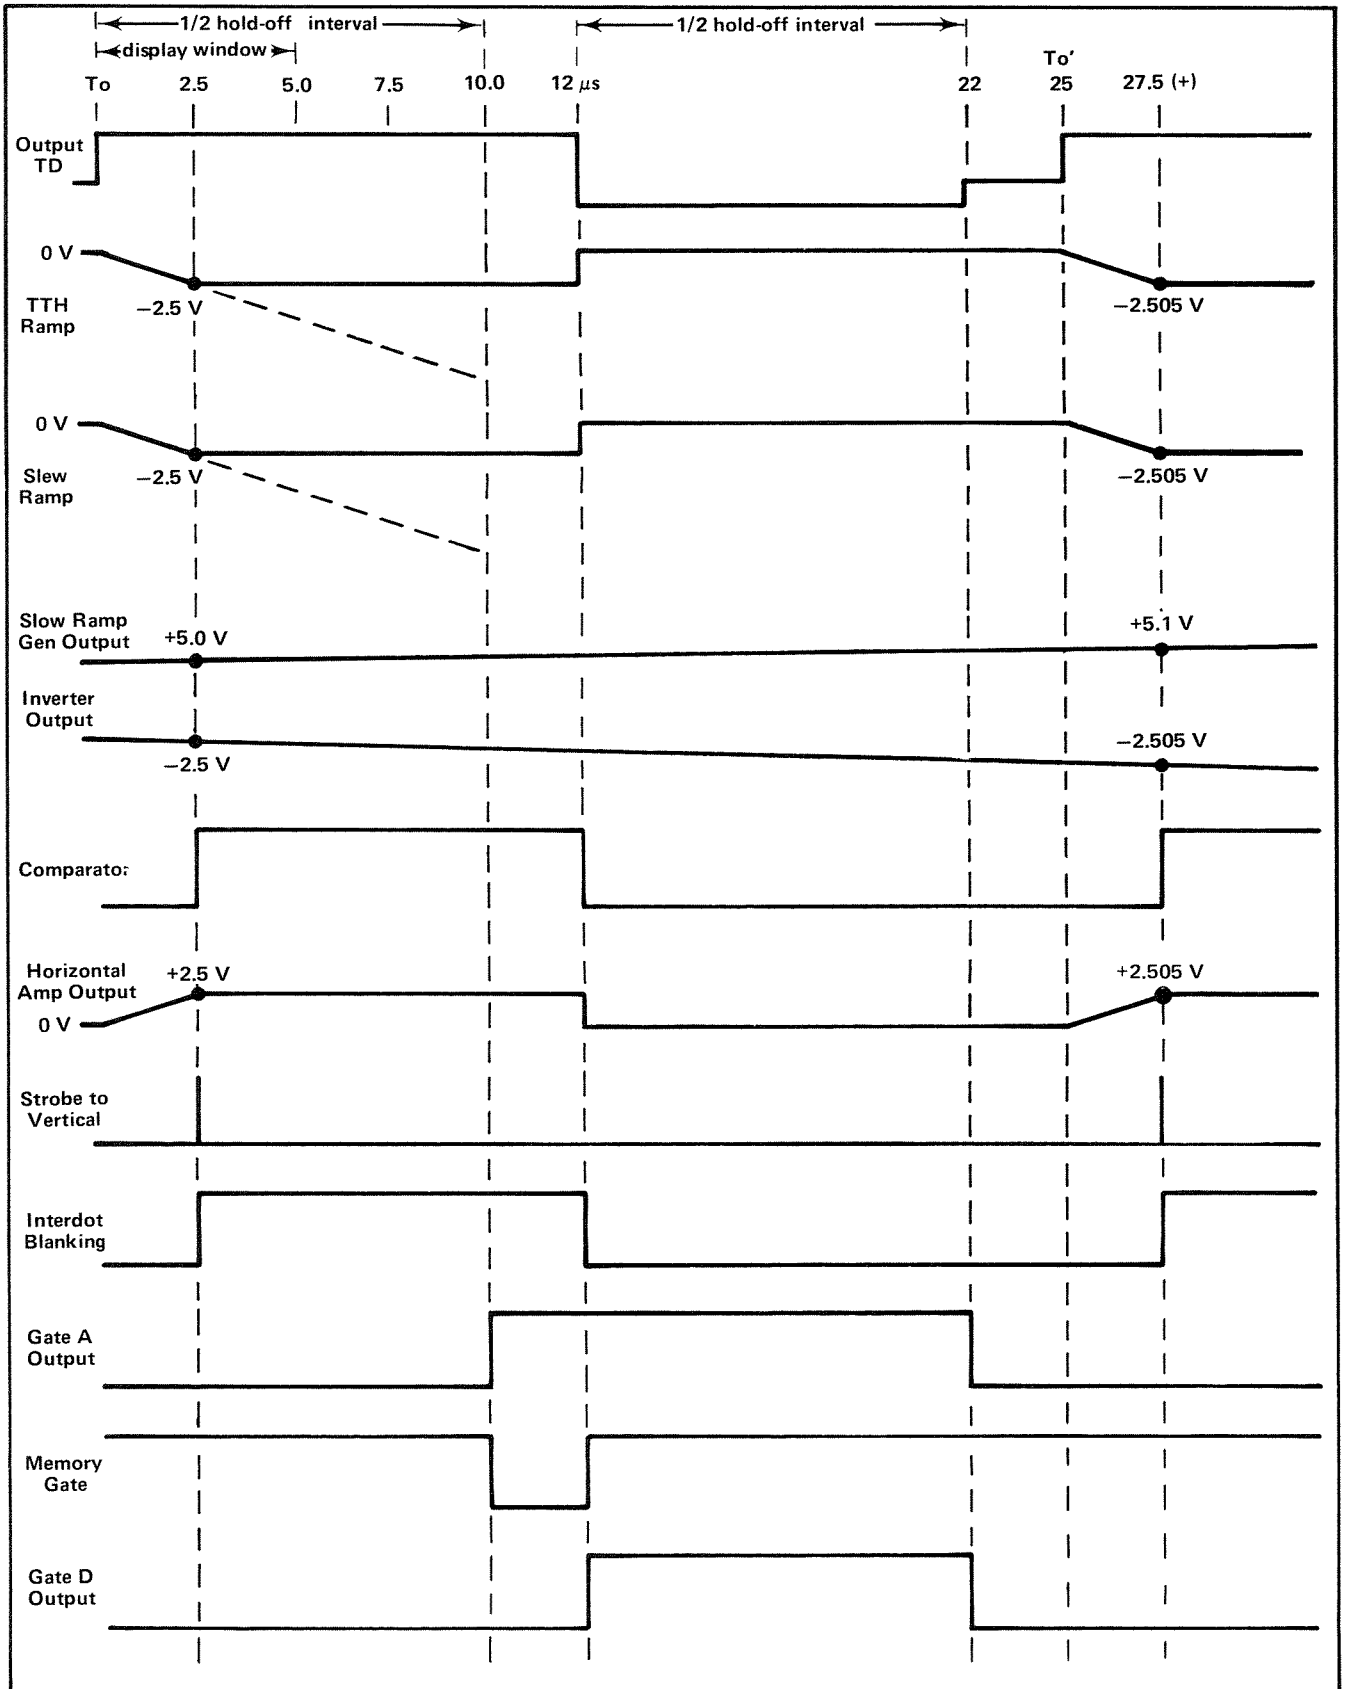 1/2 hold-off interval
1/2 hold-off interval
display window
To'
To 2.5 5.0 7.5 10.0 12 μs 22 25 27.5 (+)
Output
TD
0 V
TTH
Ramp
−2.5 V
−2.505 V
0 V
Slew
Ramp
−2.5 V
−2.505 V
Slow Ramp
Gen Output
+5.0 V
+5.1 V
Inverter
Output
−2.5 V
−2.505 V
Comparator
Horizontal
Amp Output
0 V
+2.5 V
+2.505 V
Strobe to
Vertical
Interdot
Blanking
Gate A
Output
Memory
Gate
Gate D
Output